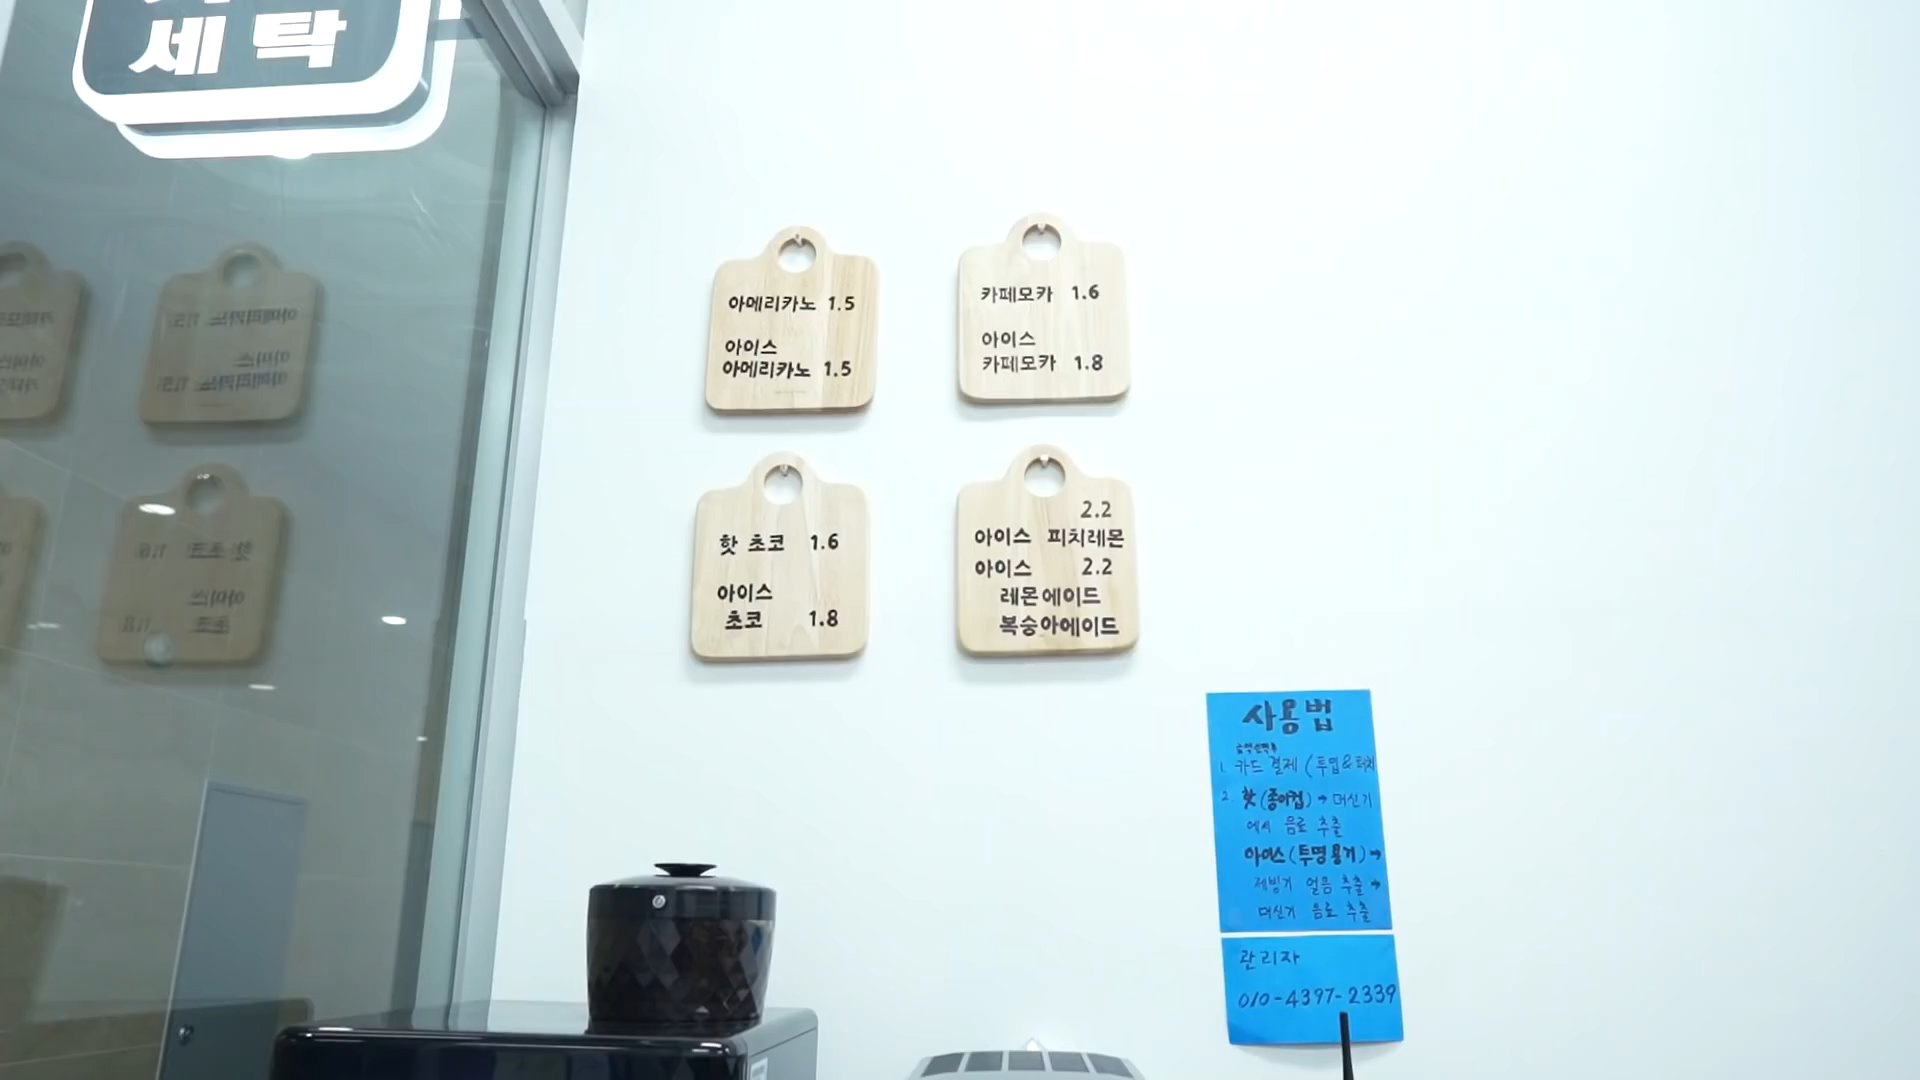 세탁
아메리카노 1.5
아이스
아메리카노 1.5
카페모카 1.6
아이스
카페모카 1.8
핫 초코 1.6
아이스
초코 1.8
2.2
아이스 피치레몬
아이스 2.2
레몬에이드
복숭아에이드
사용법
1. 카드 결제 (투입&터치
2. 핫 (종이컵) → 머신기
에서 음료 추출
아이스 (투명용기) →
제빙기 얼음 추출 →
머신기 음료 추출
관리자
010-4397-2339